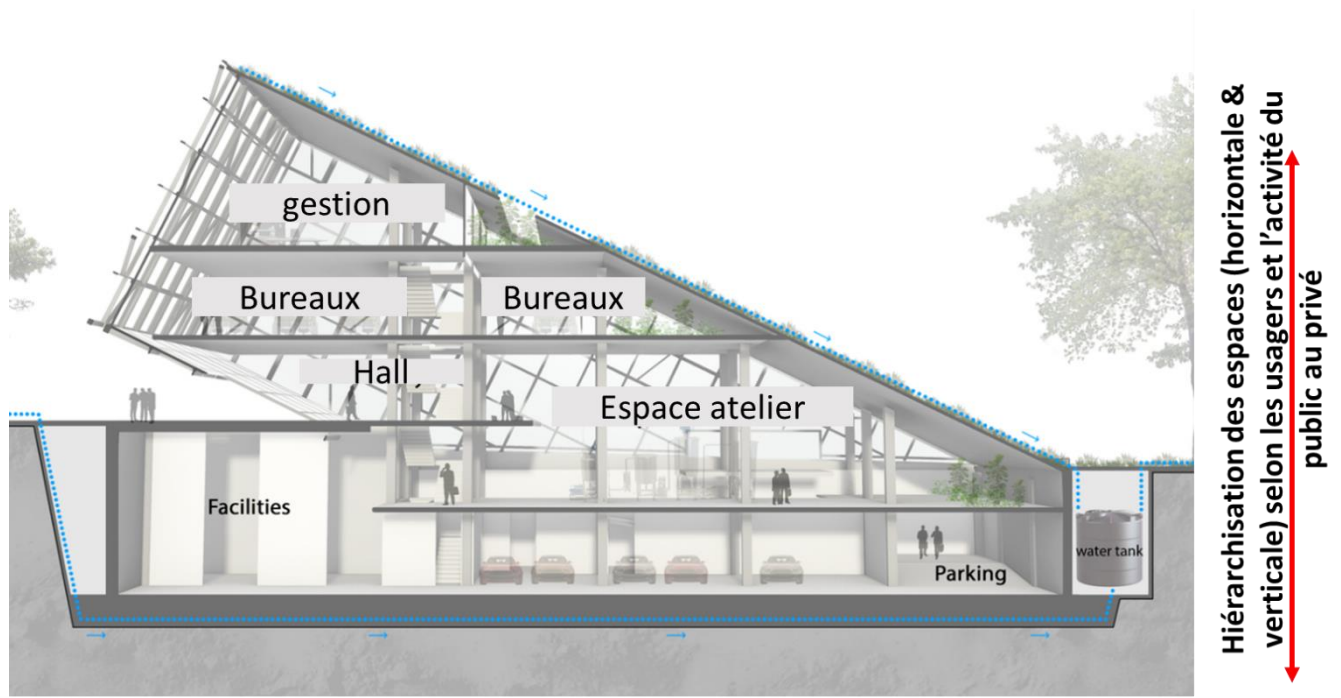 gestion
Bureaux
Bureaux
Hall
Espace atelier
Facilities
water tank
Parking
Hiérarchisation des espaces (horizontale &
verticale) selon les usagers et l’activité du
public au privé